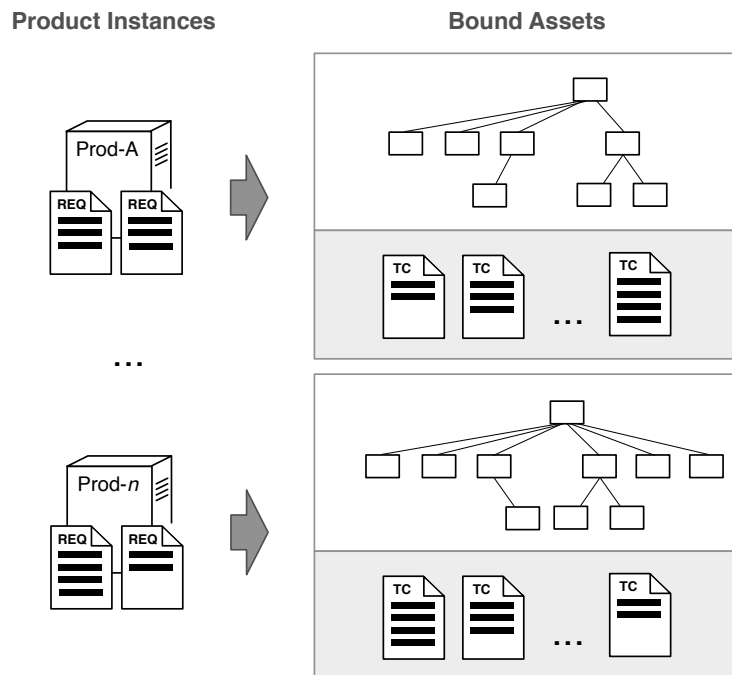 Product Instances
Bound Assets
Prod-A
REQ
REQ
TC
TC
...
TC
...
Prod-n
REQ
REQ
TC
TC
...
TC